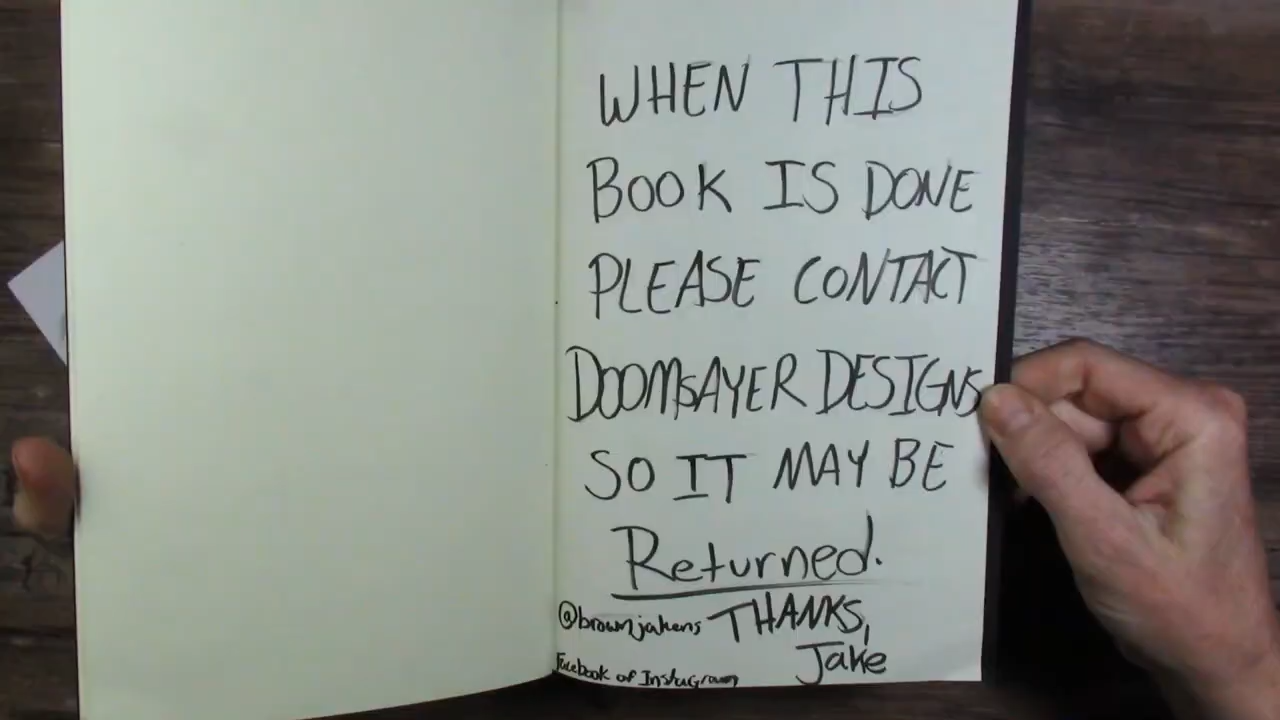 WHEN THIS
BOOK IS DONE
PLEASE CONTACT
DOOMSAYER DESIGNS
SO IT MAY BE
Returned.
@brownjakens THANKS,
Jake
Facebook of Instagram